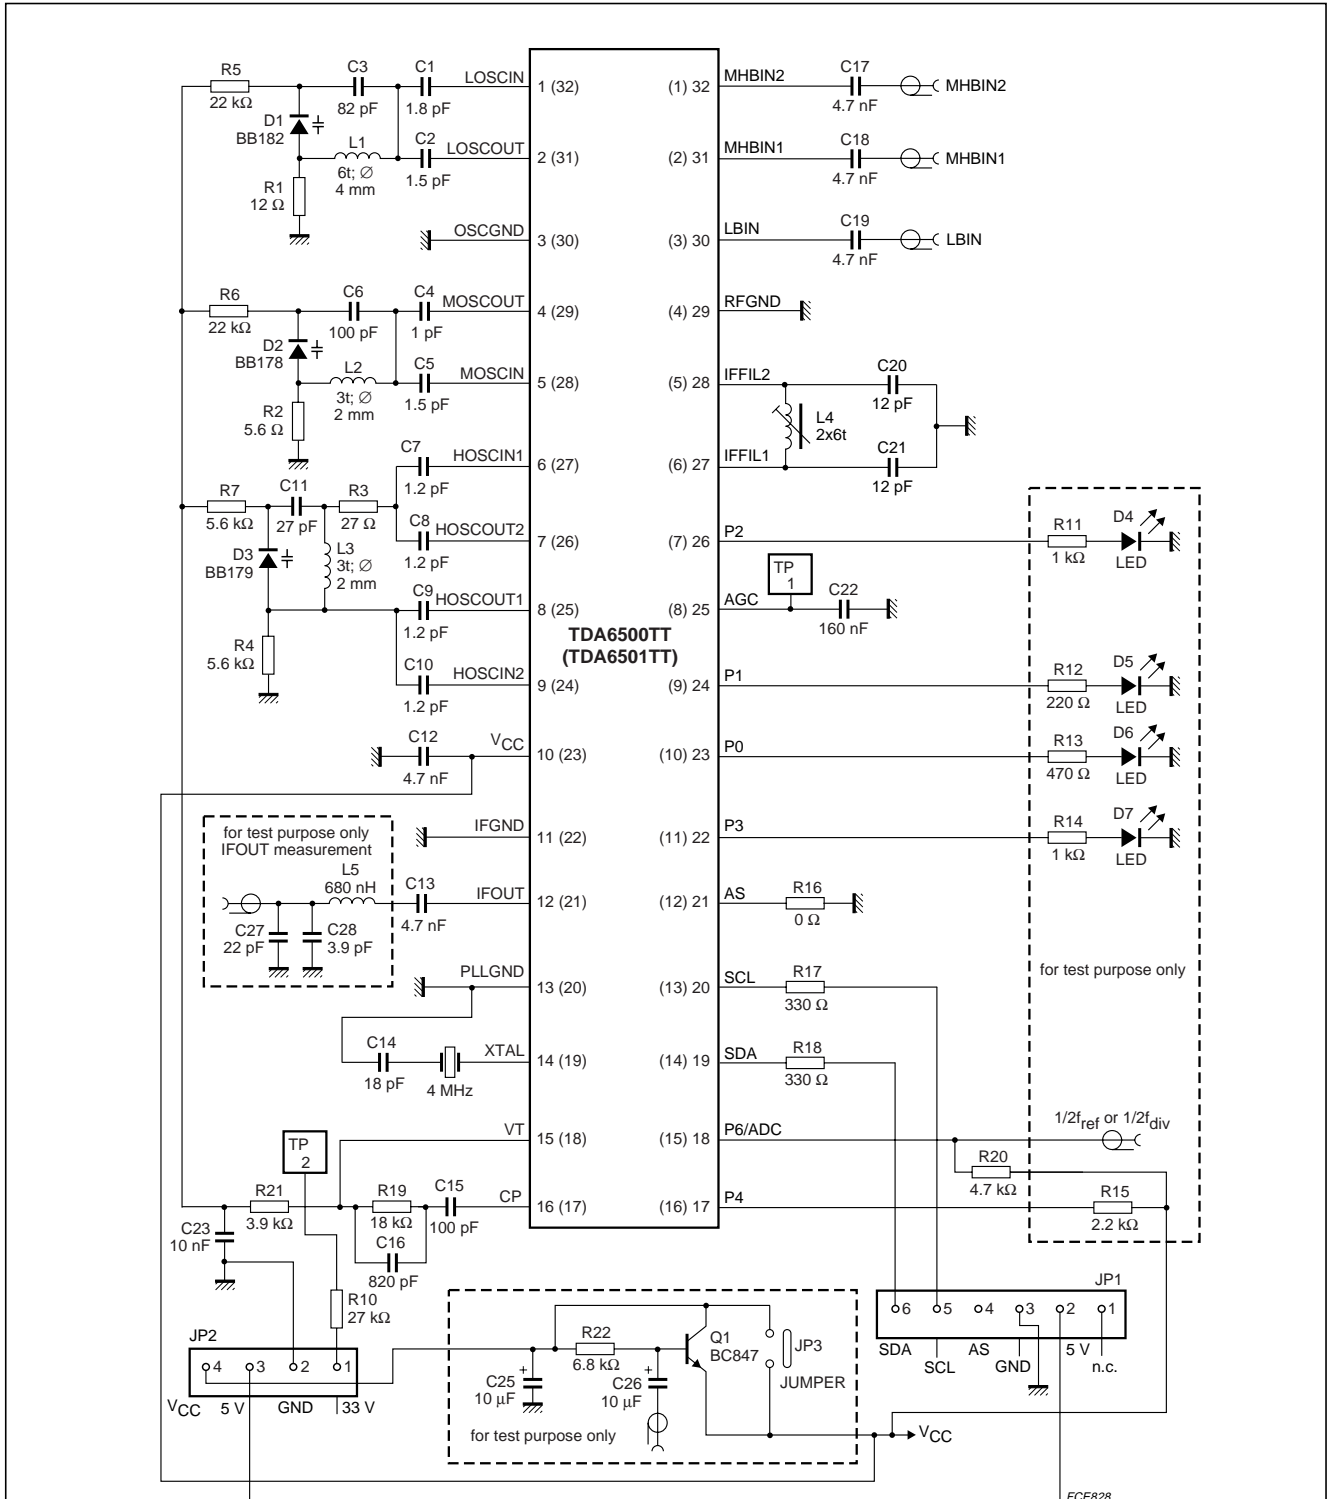 R5
22 kΩ
C3
82 pF
C1
1.8 pF
LOSCIN
1 (32)
D1
BB182
L1
6t; Ø
4 mm
C2
1.5 pF
LOSCOUT
2 (31)
R1
12 Ω
OSCGND
3 (30)
R6
22 kΩ
C6
100 pF
C4
1 pF
MOSCOUT
4 (29)
D2
BB178
L2
3t; Ø
2 mm
C5
1.5 pF
MOSCIN
5 (28)
R2
5.6 Ω
C7
1.2 pF
HOSCIN1
6 (27)
R7
5.6 kΩ
C11
27 pF
R3
27 Ω
C8
1.2 pF
HOSCOUT2
7 (26)
D3
BB179
L3
3t; Ø
2 mm
C9
1.2 pF
HOSCOUT1
8 (25)
R4
5.6 kΩ
C10
1.2 pF
HOSCIN2
9 (24)
C12
4.7 nF
VCC
10 (23)
IFGND
11 (22)
for test purpose only
IFOUT measurement
L5
680 nH
C13
4.7 nF
IFOUT
12 (21)
C27
22 pF
C28
3.9 pF
PLLGND
13 (20)
C14
18 pF
4 MHz
XTAL
14 (19)
VT
15 (18)
TP
2
R21
3.9 kΩ
R19
18 kΩ
C15
100 pF
CP
16 (17)
C23
10 nF
C16
820 pF
R10
27 kΩ
TDA6500TT
(TDA6501TT)
(1) 32
MHBIN2
C17
4.7 nF
MHBIN2
(2) 31
MHBIN1
C18
4.7 nF
MHBIN1
(3) 30
LBIN
C19
4.7 nF
LBIN
(4) 29
RFGND
(5) 28
IFFIL2
C20
12 pF
L4
2x6t
(6) 27
IFFIL1
C21
12 pF
(7) 26
P2
R11
1 kΩ
D4
LED
TP
1
(8) 25
AGC
C22
160 nF
(9) 24
P1
R12
220 Ω
D5
LED
(10) 23
P0
R13
470 Ω
D6
LED
(11) 22
P3
R14
1 kΩ
D7
LED
(12) 21
AS
R16
0 Ω
for test purpose only
(13) 20
SCL
R17
330 Ω
(14) 19
SDA
R18
330 Ω
(15) 18
P6/ADC
1/2fref or 1/2fdiv
R20
4.7 kΩ
(16) 17
P4
R15
2.2 kΩ
JP1
6 5 4 3 2 1
SDA
SCL
AS
GND
5 V
n.c.
JP2
4 3 2 1
VCC
5 V
GND
33 V
R22
6.8 kΩ
Q1
BC847
JP3
JUMPER
C25
10 μF
+
C26
10 μF
+
for test purpose only
VCC
FCE828